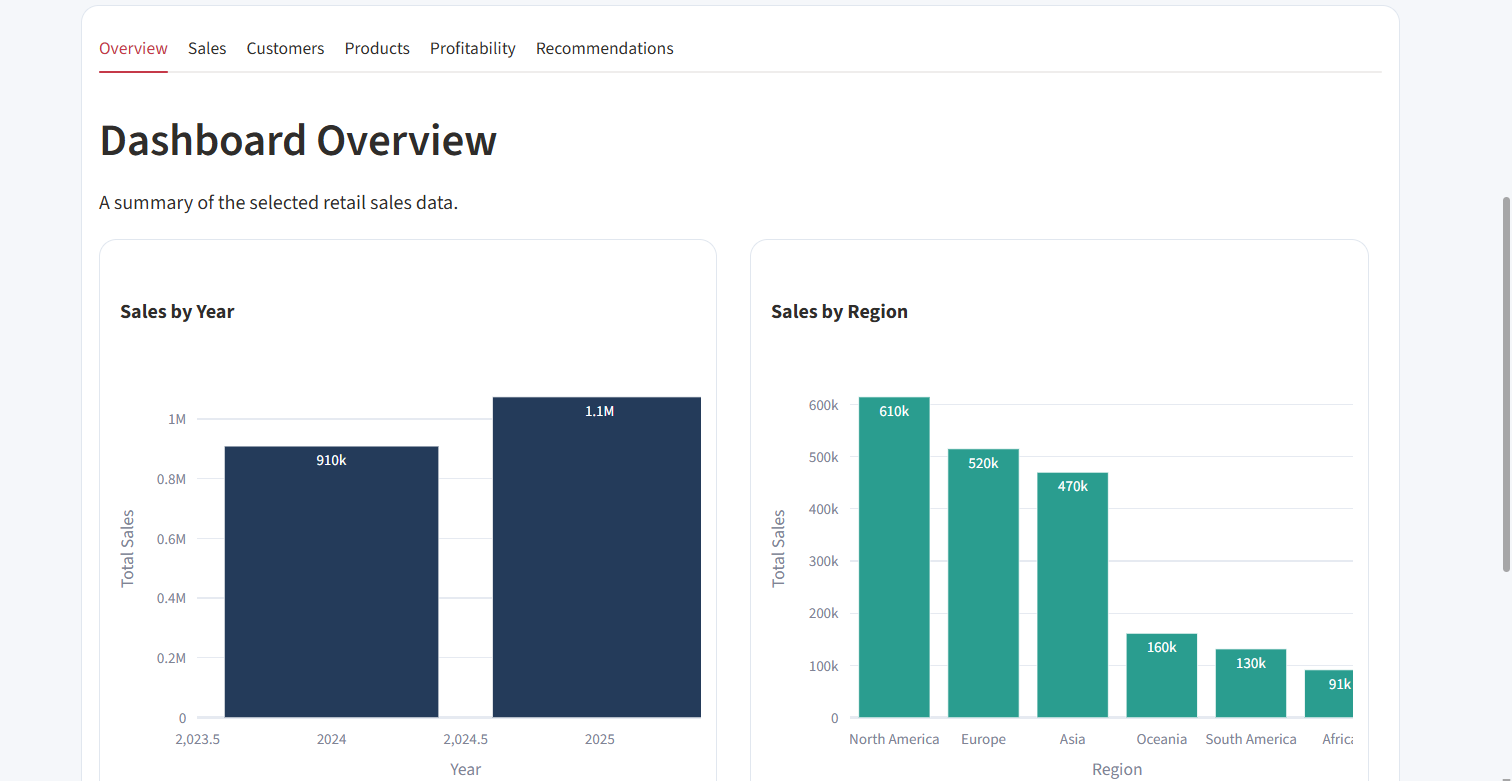 Overview Sales Customers Products Profitability Recommendations
Dashboard Overview
A summary of the selected retail sales data.
Sales by Year
1M
0.8M
0.6M
0.4M
0.2M
0
Total Sales
910k
1.1M
2,023.5 2024 2,024.5 2025
Year
Sales by Region
600k
500k
400k
300k
200k
100k
0
Total Sales
610k
520k
470k
160k
130k
91k
North America Europe Asia Oceania South America
Region